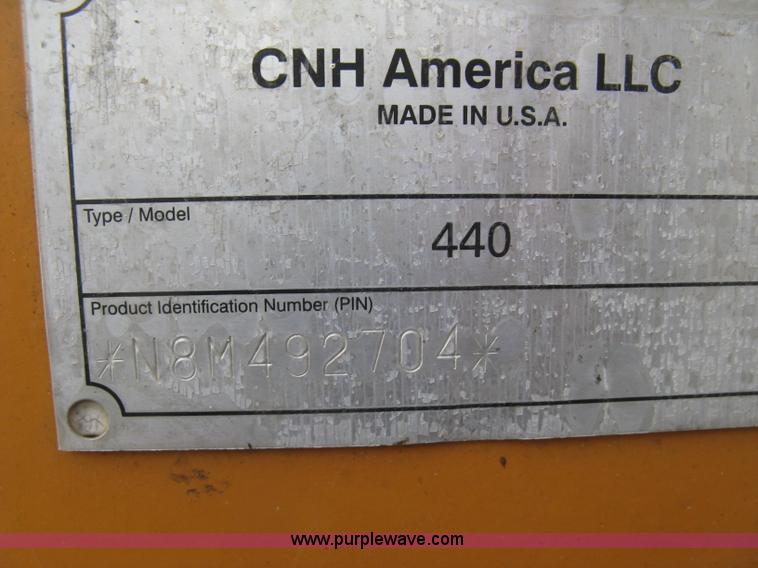 CNH America LLC
MADE IN U.S.A.
Type / Model
440
Product Identification Number (PIN)
*N8M492704*
www.purplewave.com